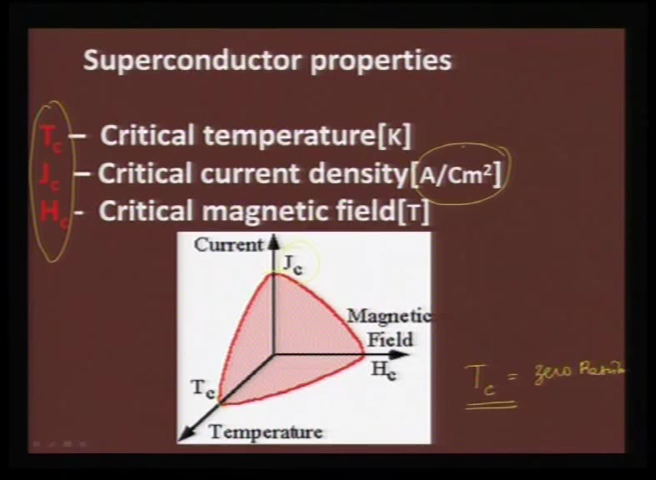 Superconductor properties
Tc – Critical temperature[K]
Jc – Critical current density[A/Cm²]
Hc - Critical magnetic field[T]
Current
Jc
Magnetic
Field
Hc
Tc
Temperature
Tc = zero